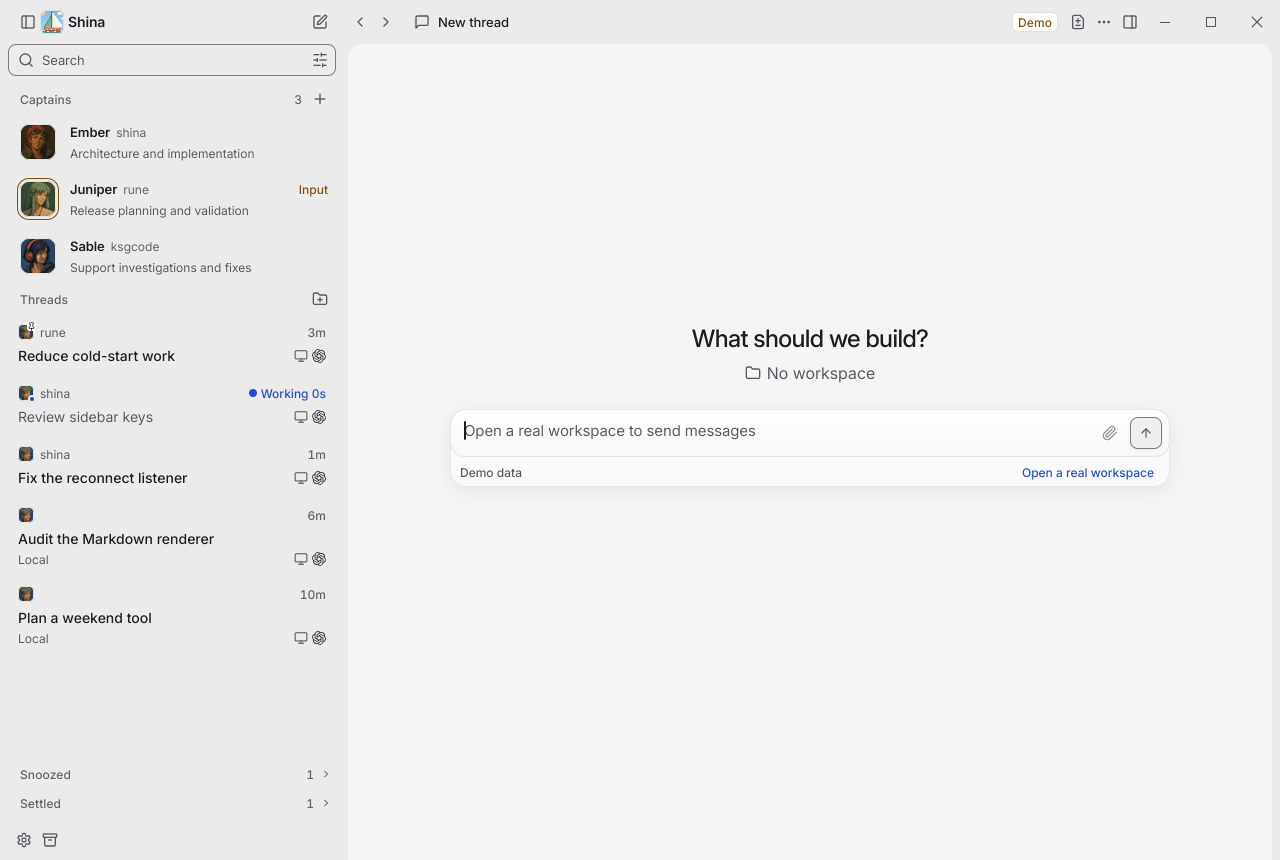 Shina
New thread
Demo
Search
Captains 3
Ember shina
Architecture and implementation
Juniper rune Input
Release planning and validation
Sable ksgcode
Support investigations and fixes
Threads
rune 3m
Reduce cold-start work
shina Working 0s
Review sidebar keys
shina 1m
Fix the reconnect listener
6m
Audit the Markdown renderer
Local
10m
Plan a weekend tool
Local
Snoozed 1
Settled 1
What should we build?
No workspace
Open a real workspace to send messages
Demo data Open a real workspace